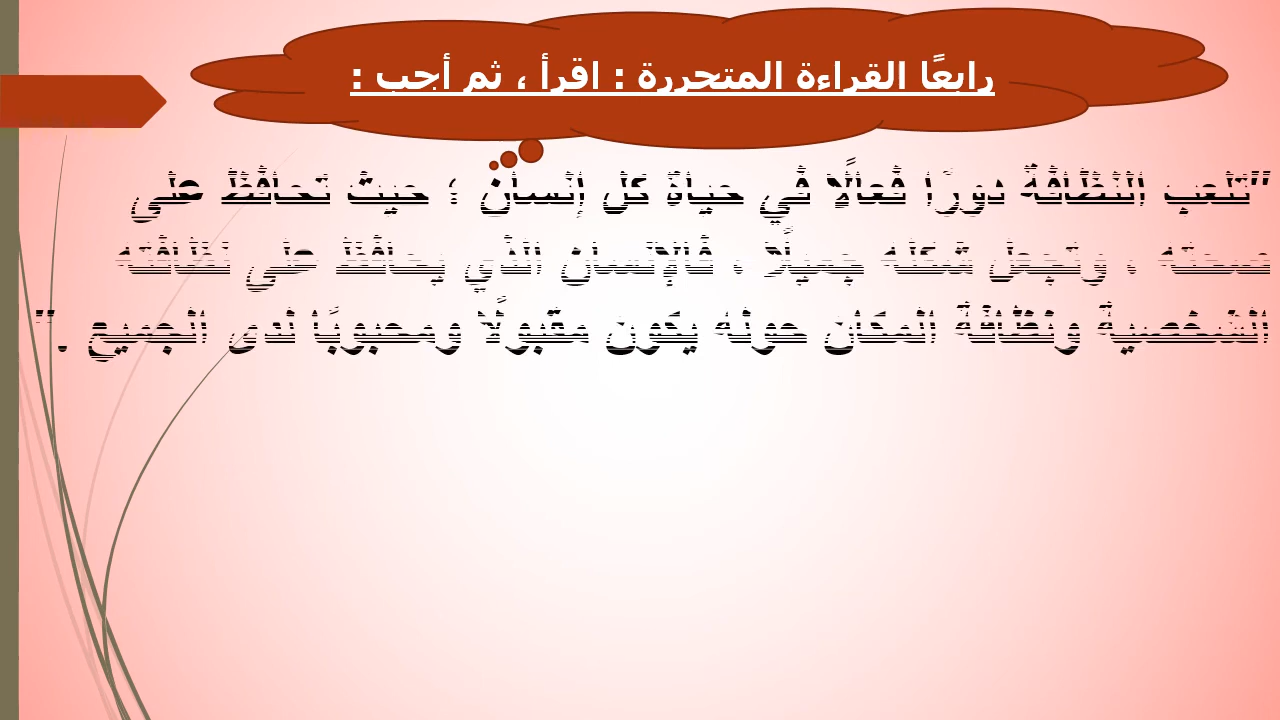 رابعًا القراءة المتحررة : اقرأ ، ثم أجب :
"تلعب النظافة دورًا فعالًا في حياة كل إنسان ؛ حيث تحافظ على
صحته ، وتجعل شكله جميلًا ، فالإنسان الذي يحافظ على نظافته
الشخصية ونظافة المكان حوله يكون مقبولًا ومحبوبًا لدى الجميع ."